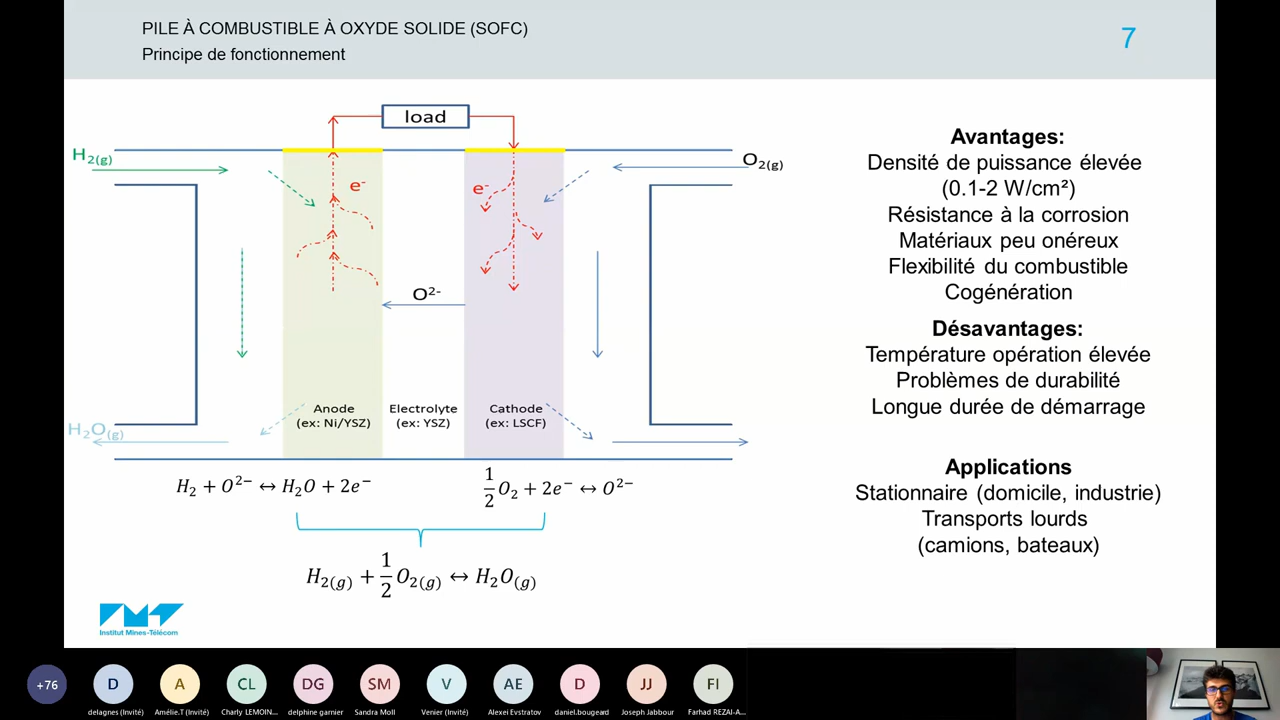 PILE À COMBUSTIBLE À OXYDE SOLIDE (SOFC)
Principe de fonctionnement
7
load
H2(g)
O2(g)
e-
e-
O2-
Anode
(ex: Ni/YSZ)
Electrolyte
(ex: YSZ)
Cathode
(ex: LSCF)
H2O(g)
H₂ + O²⁻ ↔ H₂O + 2e⁻
1/2 O₂ + 2e⁻ ↔ O²⁻
H₂(g) + 1/2 O₂(g) ↔ H₂O(g)
Avantages:
Densité de puissance élevée
(0.1-2 W/cm²)
Résistance à la corrosion
Matériaux peu onéreux
Flexibilité du combustible
Cogénération
Désavantages:
Température opération élevée
Problèmes de durabilité
Longue durée de démarrage
Applications
Stationnaire (domicile, industrie)
Transports lourds
(camions, bateaux)
IMT
Institut Mines-Télécom
+76
D
A
CL
DG
SM
V
AE
D
JJ
FI
delagnes (Invité)
Amélie.T (Invité)
Charly LEMOIN...
delphine garnier
Sandra Moll
Venier (Invité)
Alexei Evstratov
daniel.bougeard
Joseph Jabbour
Farhad REZAI-A...